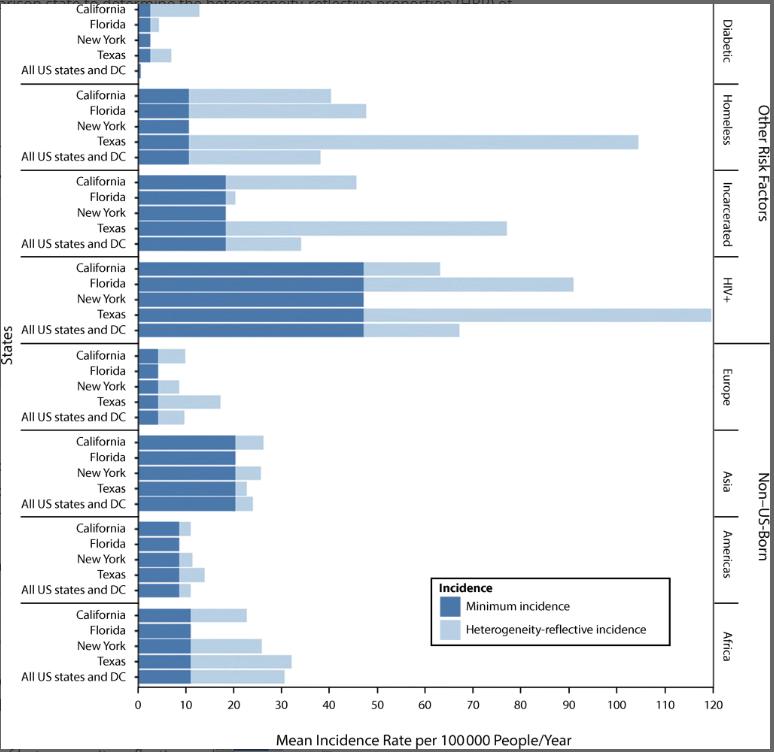 California
Florida
New York
Texas
All US states and DC
Diabetic
California
Florida
New York
Texas
All US states and DC
Homeless
California
Florida
New York
Texas
All US states and DC
Incarcerated
California
Florida
New York
Texas
All US states and DC
HIV+
Other Risk Factors
California
Florida
New York
Texas
All US states and DC
Europe
California
Florida
New York
Texas
All US states and DC
Asia
California
Florida
New York
Texas
All US states and DC
Americas
California
Florida
New York
Texas
All US states and DC
Africa
Non–US-Born
States
Incidence
Minimum incidence
Heterogeneity-reflective incidence
0 10 20 30 40 50 60 70 80 90 100 110 120
Mean Incidence Rate per 100 000 People/Year